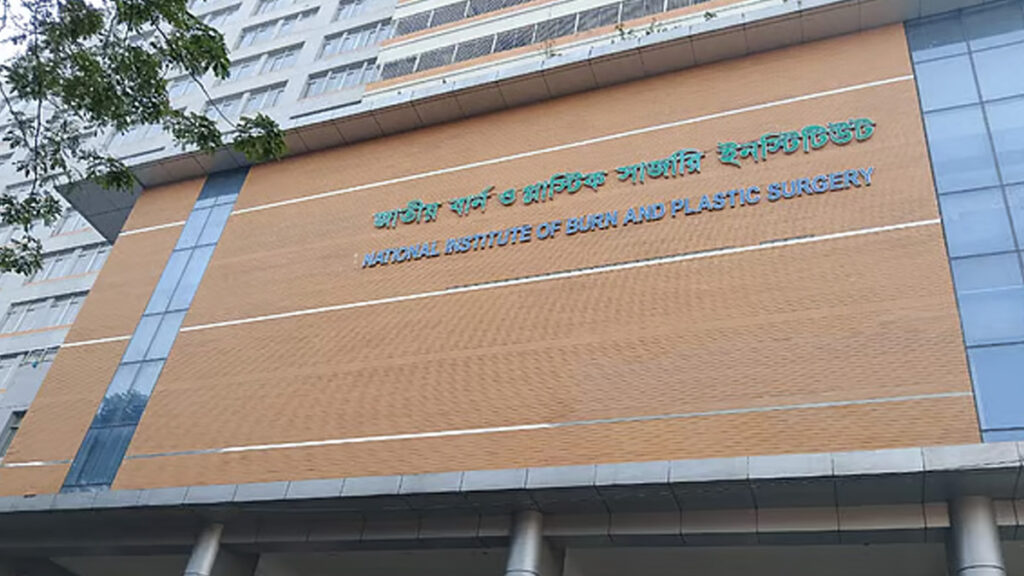 জাতীয় বার্ন ও প্লাস্টিক সার্জারি ইনস্টিটিউট
NATIONAL INSTITUTE OF BURN AND PLASTIC SURGERY